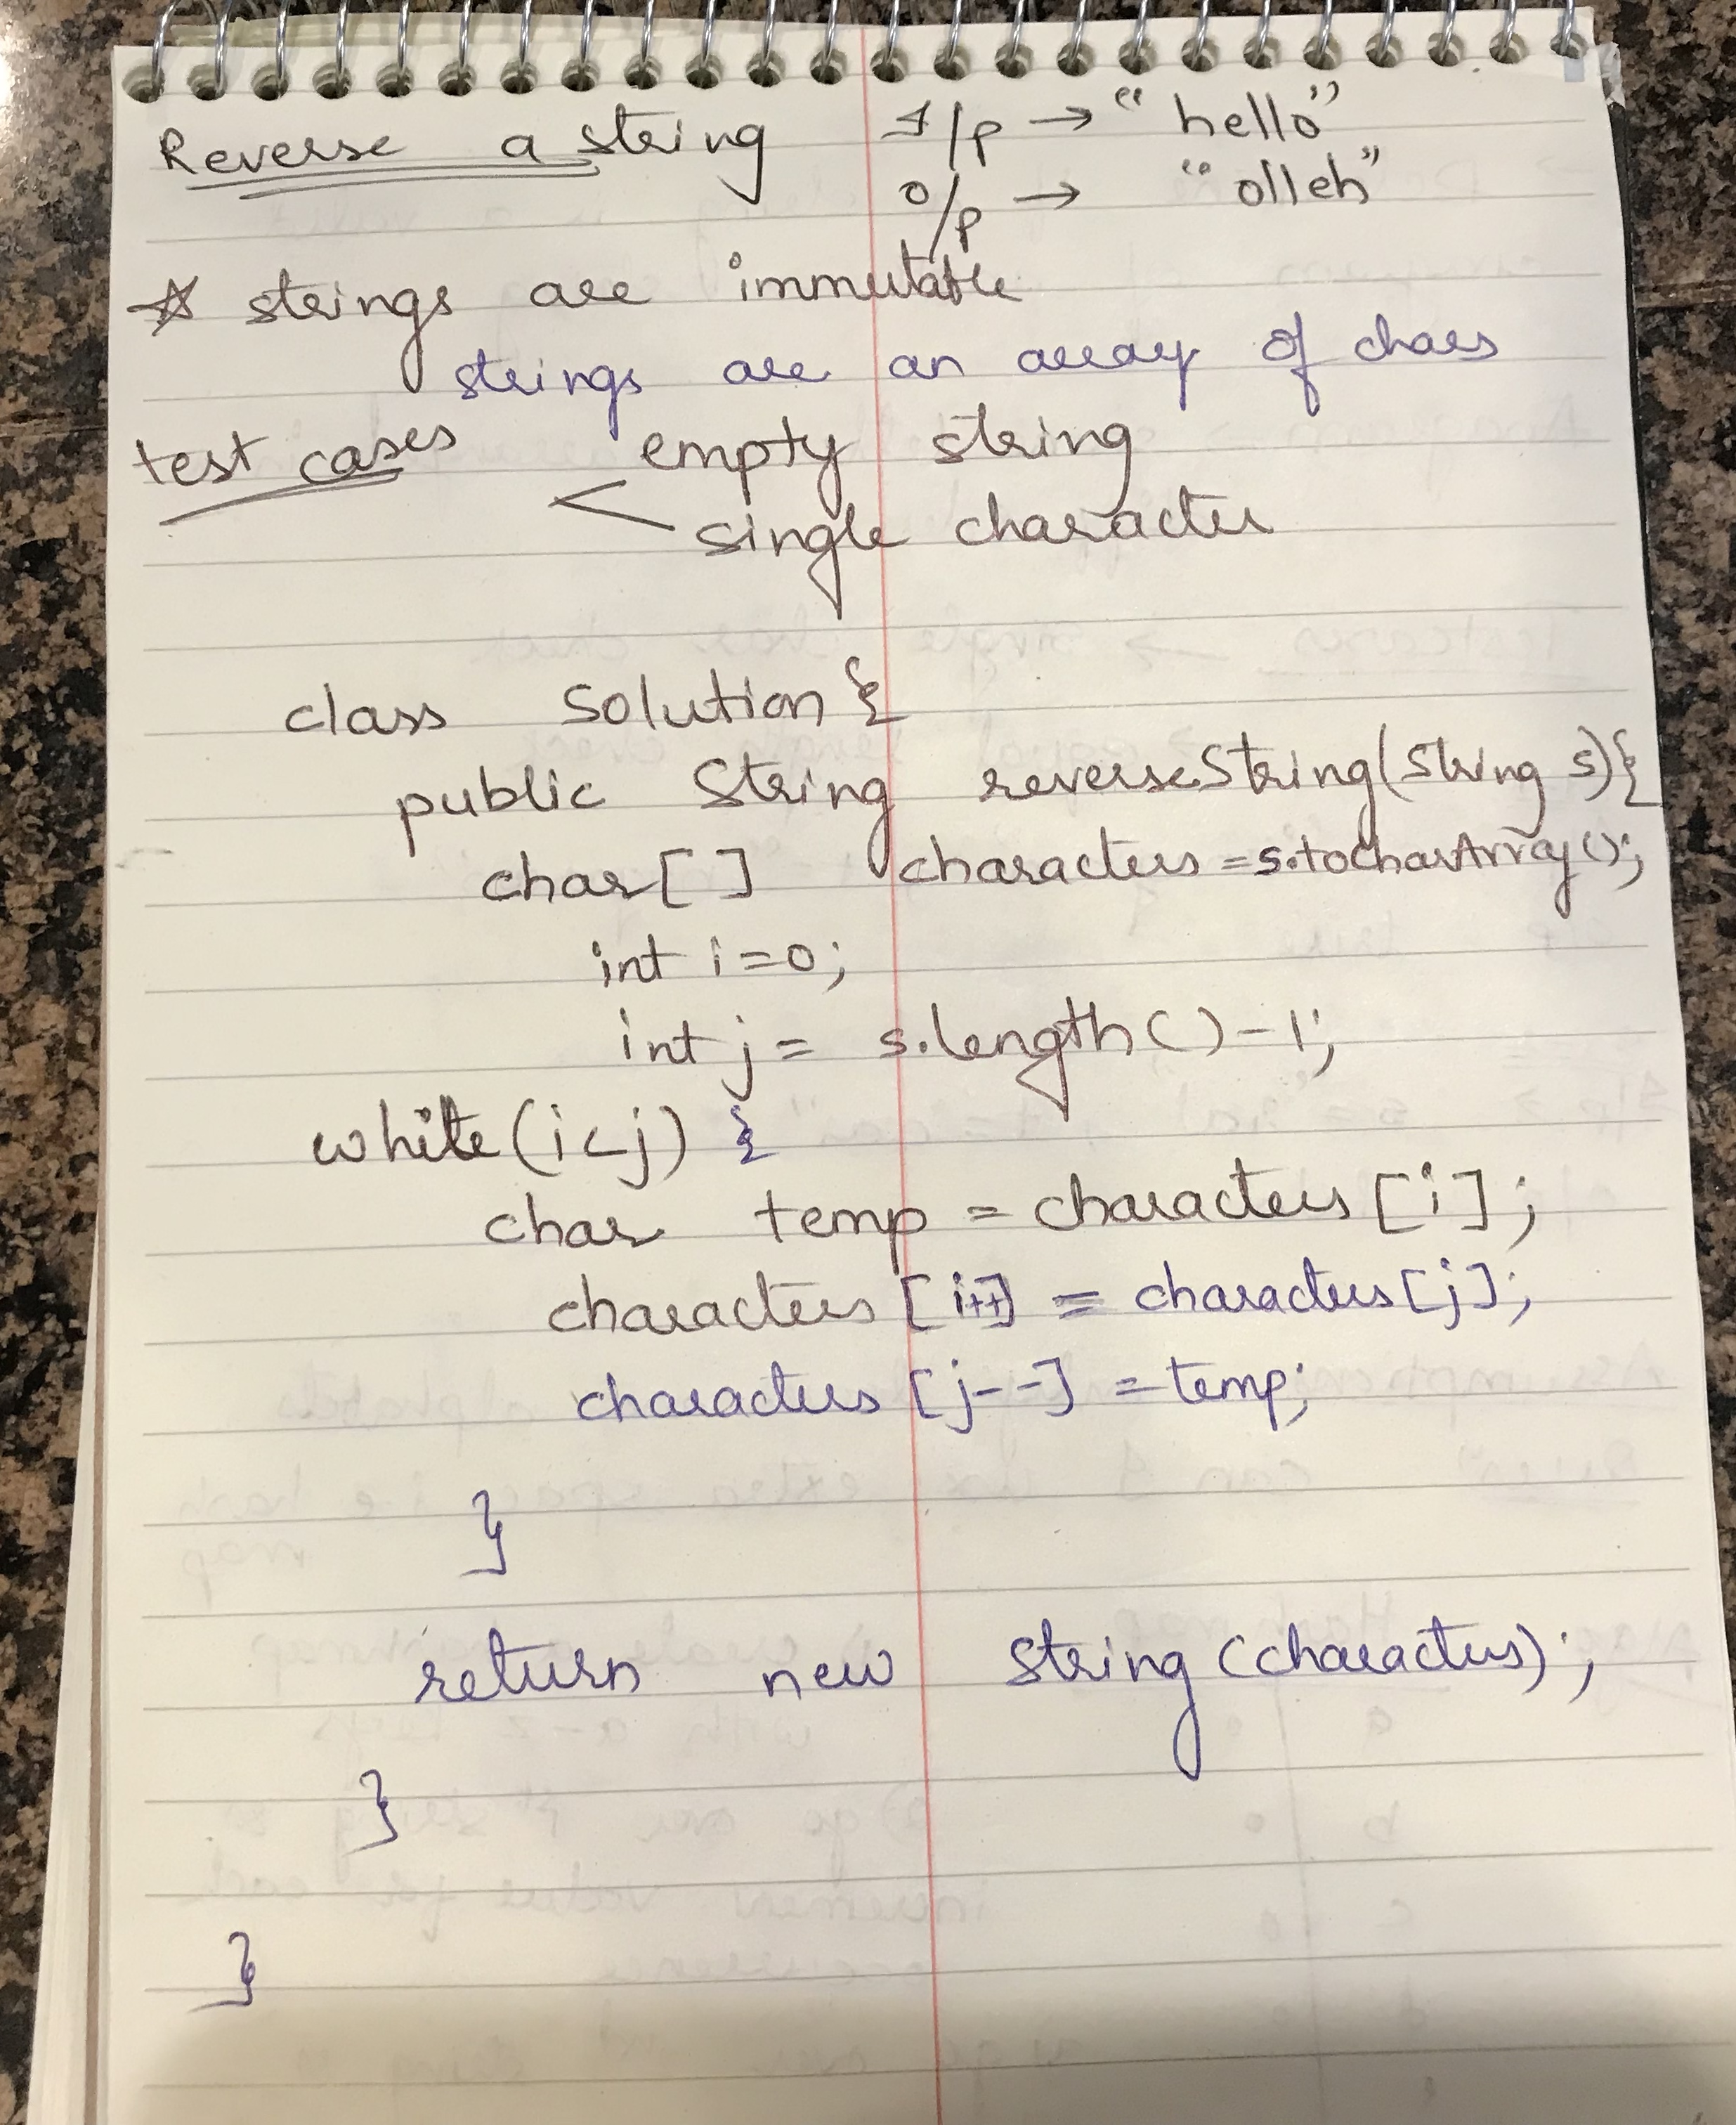 Reverse a string I/p → "hello"
o/p → "olleh"
☆ strings are immutable
strings are an array of chars
test cases < empty string
single character
class Solution {
public String reverseString(String s){
char[] characters = s.toCharArray();
int i=0;
int j = s.length()-1;
while(i<j) {
char temp = characters[i];
characters[i++] = characters[j];
characters[j--] = temp;
}
return new String(characters);
}
}